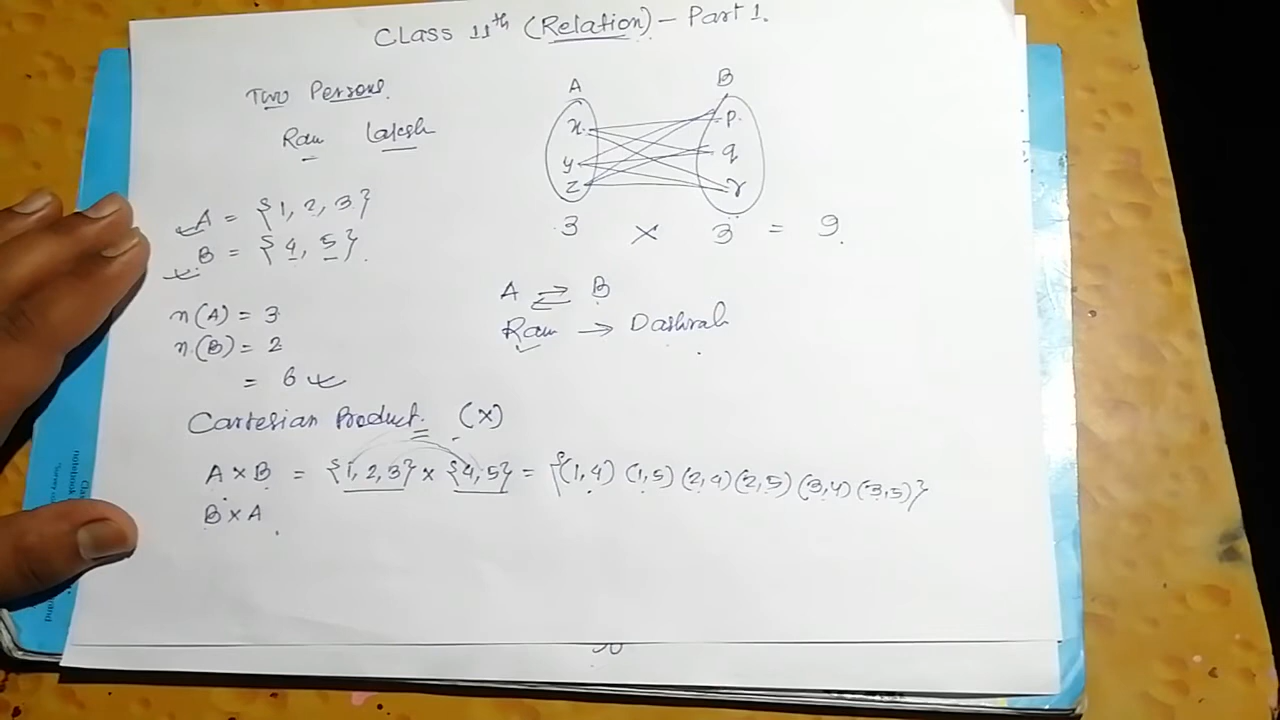 Class 11th (Relation) - Part 1.
Two Persons.
Ram Laksh
A = {1, 2, 3}
B = {4, 5}.
n(A) = 3
n(B) = 2
= 6
A B
x. p.
y q
z r
3 × 3 = 9.
A ⇄ B
Ram → Dashrath
Cartesian Product. (×)
A × B = {1, 2, 3} × {4, 5} = {(1, 4) (1, 5) (2, 4) (2, 5) (3, 4) (3, 5)}
B × A
notebook